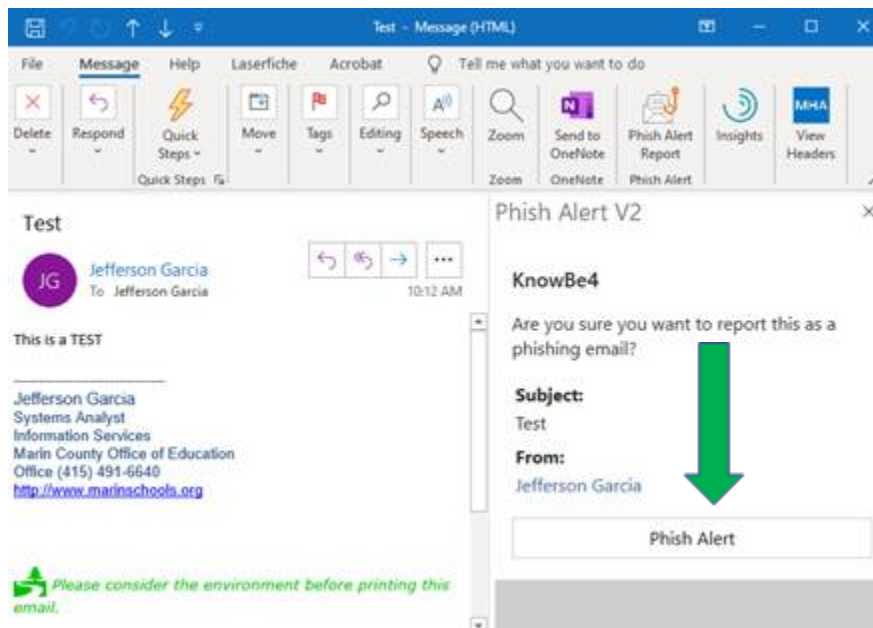 Test - Message (HTML)
File Message Help Laserfiche Acrobat Tell me what you want to do
Delete Respond Quick Steps Move Tags Editing Speech Zoom Send to OneNote Phish Alert Report Insights MHA View Headers
Quick Steps Zoom OneNote Phish Alert
Test
JG
Jefferson Garcia
To Jefferson Garcia
10:12 AM
This is a TEST
Jefferson Garcia
Systems Analyst
Information Services
Marin County Office of Education
Office (415) 491-6640
http://www.marinschools.org
Please consider the environment before printing this
email.
Phish Alert V2
KnowBe4
Are you sure you want to report this as a
phishing email?
Subject:
Test
From:
Jefferson Garcia
Phish Alert